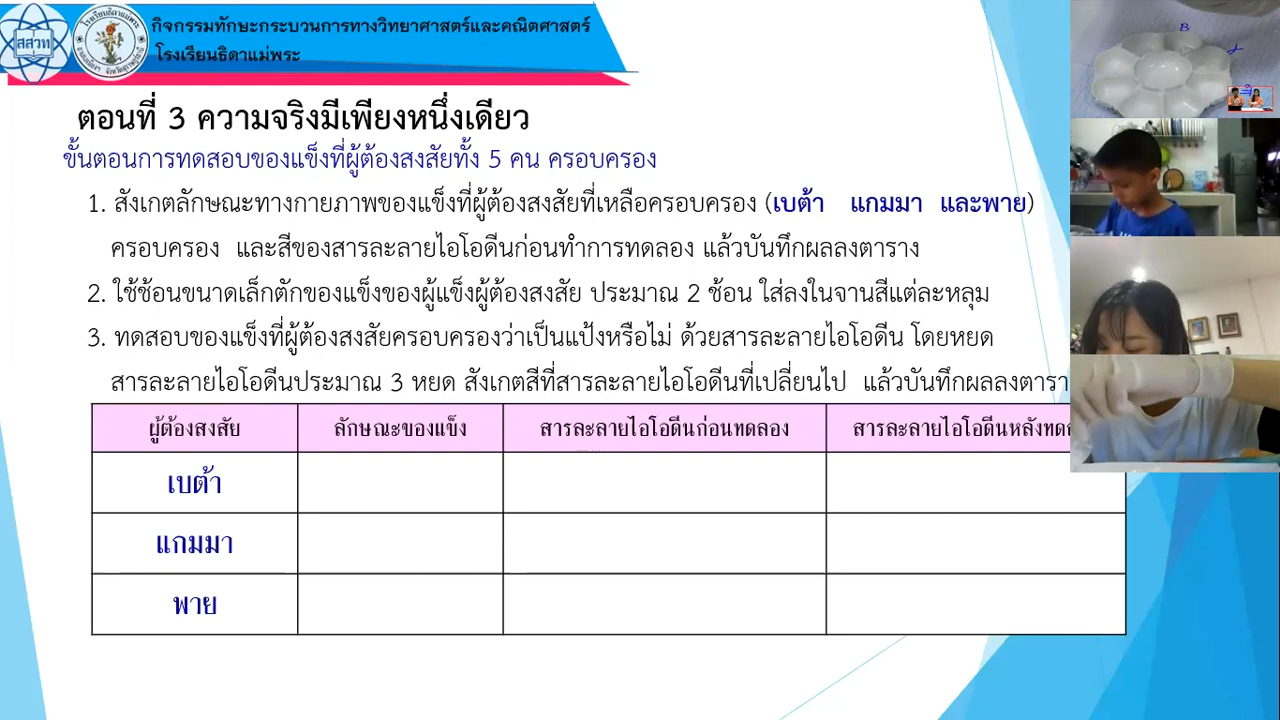 กิจกรรมทักษะกระบวนการทางวิทยาศาสตร์และคณิตศาสตร์
โรงเรียนธิดาแม่พระ
สสวท
ตอนที่ 3 ความจริงมีเพียงหนึ่งเดียว
ขั้นตอนการทดสอบของแข็งที่ผู้ต้องสงสัยทั้ง 5 คน ครอบครอง
1. สังเกตลักษณะทางกายภาพของแข็งที่ผู้ต้องสงสัยที่เหลือครอบครอง (เบต้า แกมมา และพาย)
ครอบครอง และสีของสารละลายไอโอดีนก่อนทำการทดลอง แล้วบันทึกผลลงตาราง
2. ใช้ช้อนขนาดเล็กตักของแข็งของผู้แข็งผู้ต้องสงสัย ประมาณ 2 ช้อน ใส่ลงในจานสีแต่ละหลุม
3. ทดสอบของแข็งที่ผู้ต้องสงสัยครอบครองว่าเป็นแป้งหรือไม่ ด้วยสารละลายไอโอดีน โดยหยด
สารละลายไอโอดีนประมาณ 3 หยด สังเกตสีที่สารละลายไอโอดีนที่เปลี่ยนไป แล้วบันทึกผลลงตารา
ผู้ต้องสงสัย ลักษณะของแข็ง สารละลายไอโอดีนก่อนทดลอง สารละลายไอโอดีนหลังทด
เบต้า
แกมมา
พาย
B